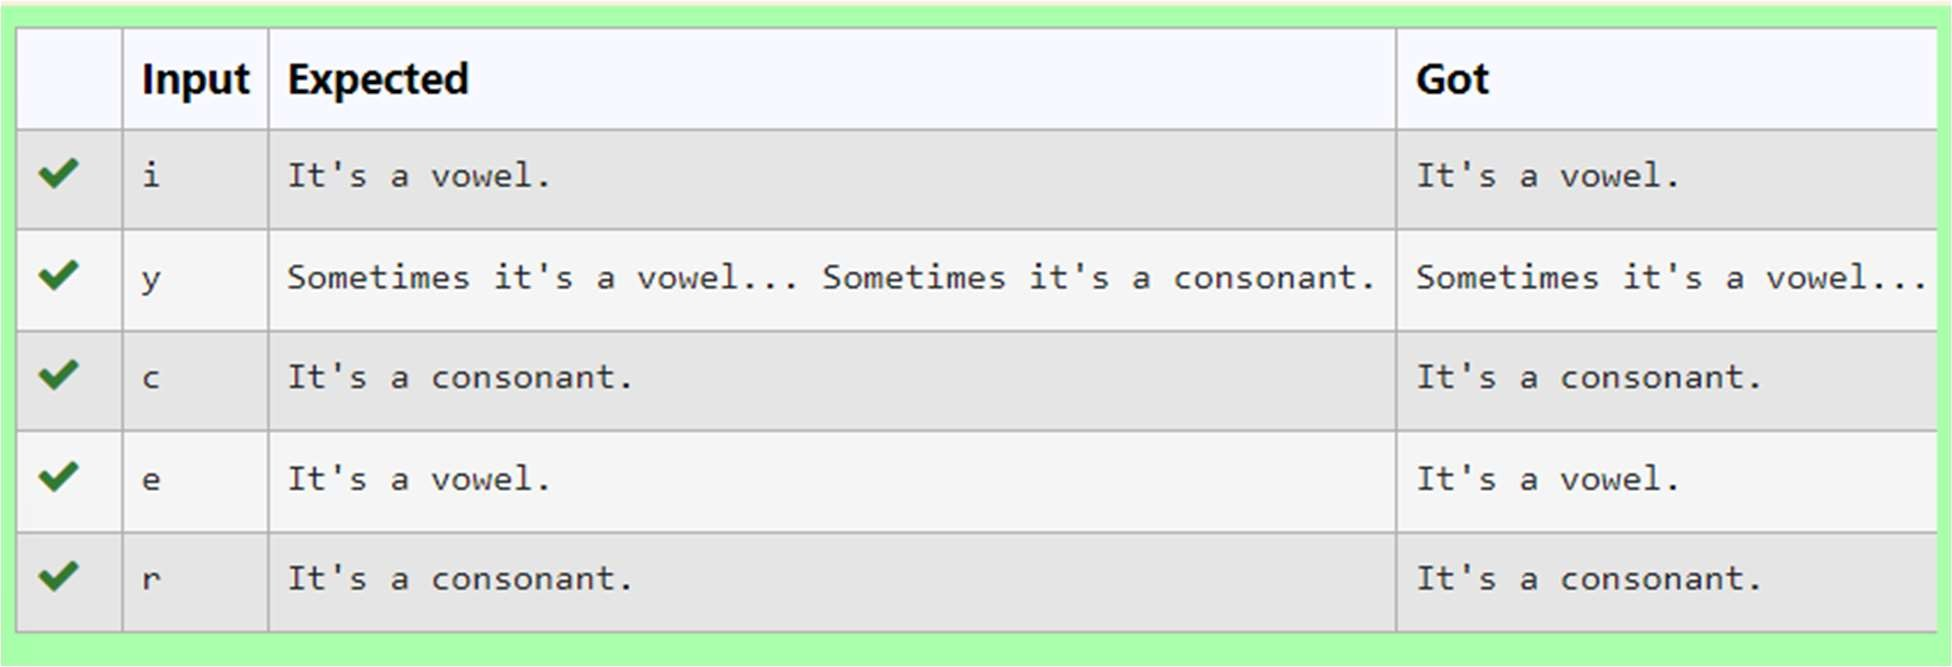 Input Expected Got
i It's a vowel. It's a vowel.
y Sometimes it's a vowel... Sometimes it's a consonant. Sometimes it's a vowel...
c It's a consonant. It's a consonant.
e It's a vowel. It's a vowel.
r It's a consonant. It's a consonant.